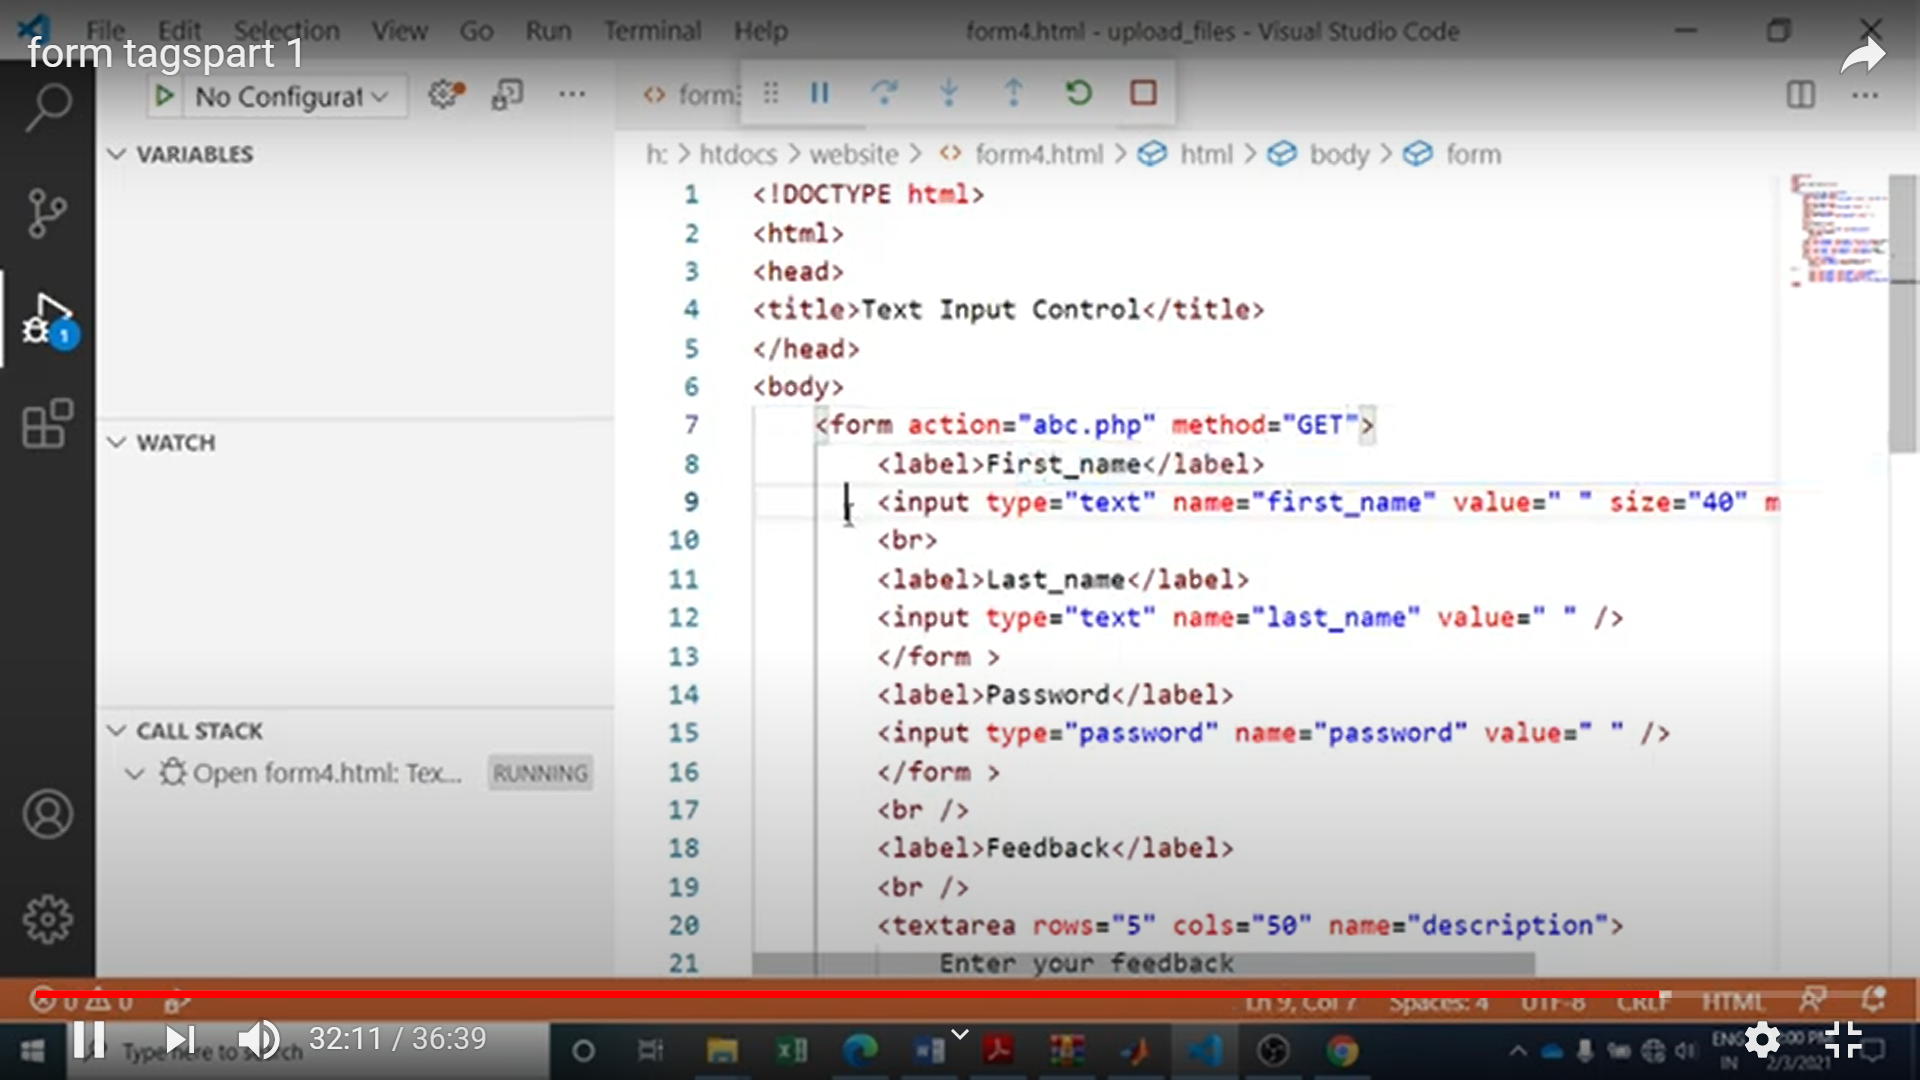 File Edit Selection View Go Run Terminal Help form4.html - upload_files - Visual Studio Code
form tagspart 1
No Configurat
form
VARIABLES
h: > htdocs > website > form4.html > html > body > form
1 <!DOCTYPE html>
2 <html>
3 <head>
4 <title>Text Input Control</title>
5 </head>
6 <body>
7 <form action="abc.php" method="GET">
8 <label>First_name</label>
9 <input type="text" name="first_name" value=" " size="40" m
10 <br>
11 <label>Last_name</label>
12 <input type="text" name="last_name" value=" " />
13 </form >
14 <label>Password</label>
15 <input type="password" name="password" value=" " />
16 </form >
17 <br />
18 <label>Feedback</label>
19 <br />
20 <textarea rows="5" cols="50" name="description">
21 Enter your feedback
WATCH
CALL STACK
Open form4.html: Tex... RUNNING
1
0 0 Ln 9, Col 7 Spaces: 4 UTF-8 CRLF HTML
32:11 / 36:39
Type here to search
ENG
IN
:00 PM
2/3/2021